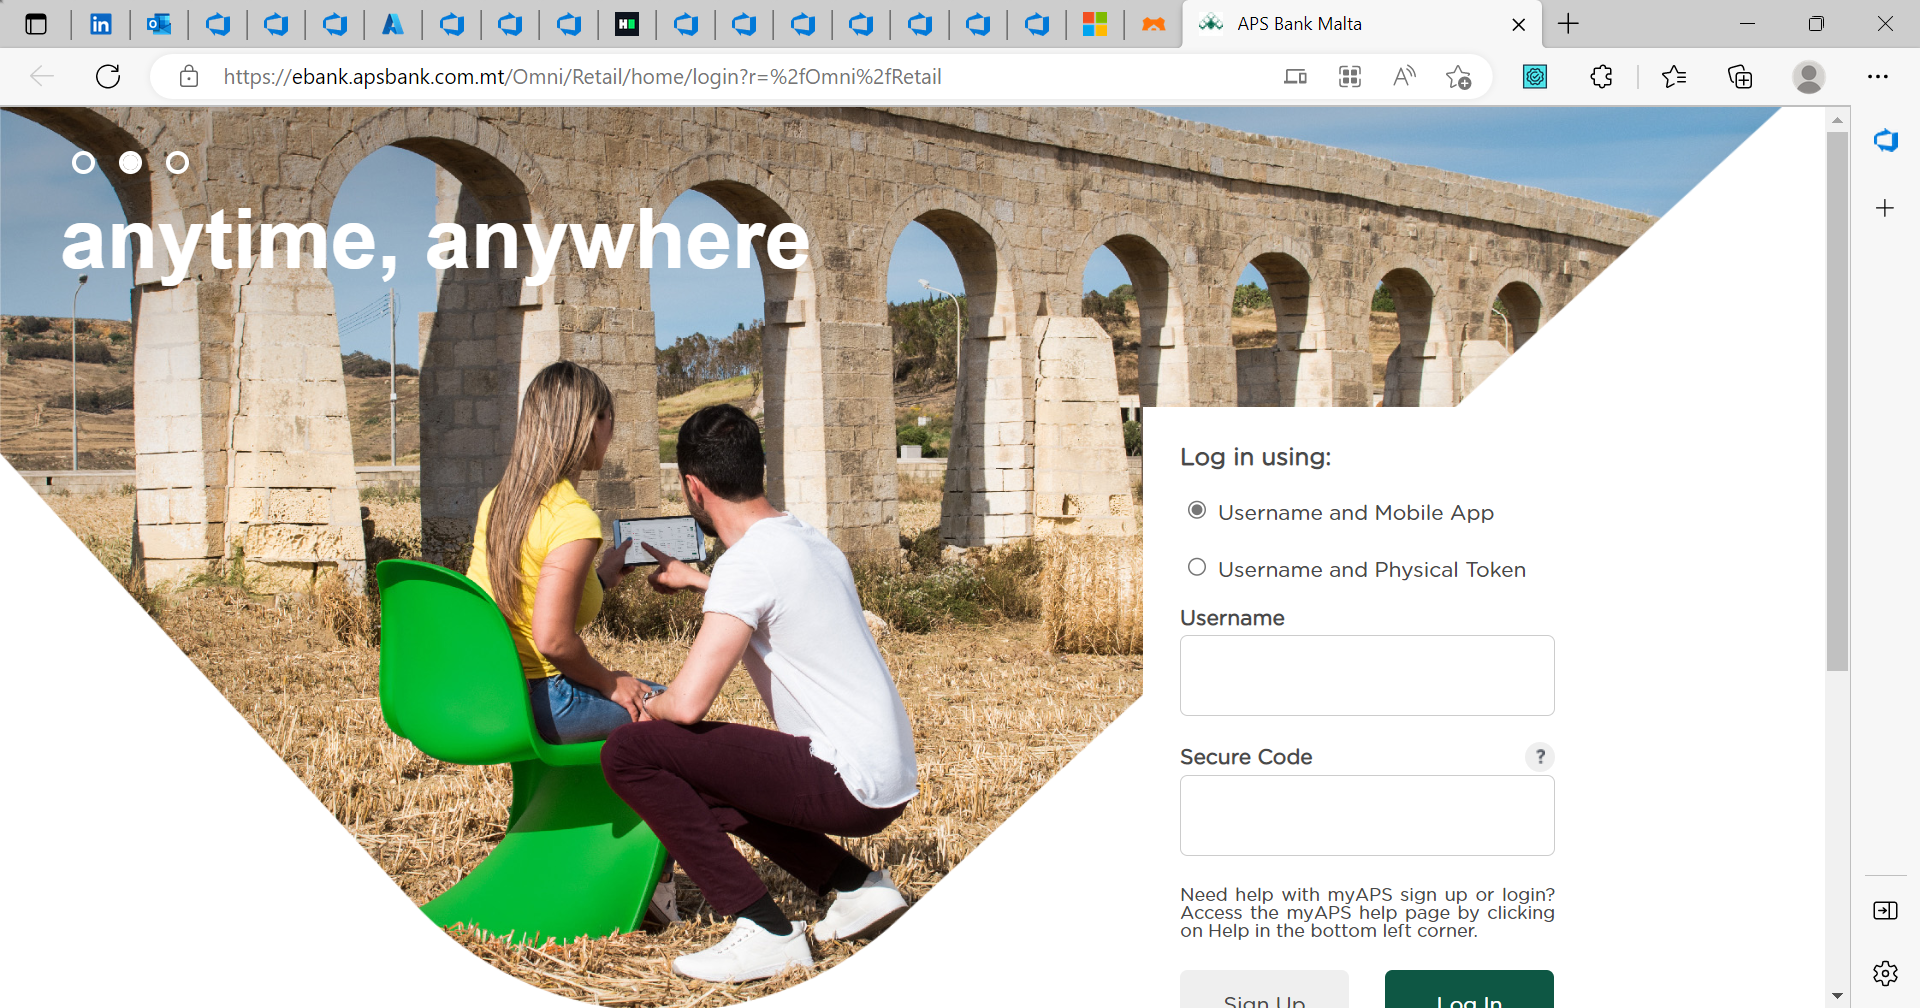 APS Bank Malta
https://ebank.apsbank.com.mt/Omni/Retail/home/login?r=%2fOmni%2fRetail
anytime, anywhere
Log in using:
Username and Mobile App
Username and Physical Token
Username
Secure Code
?
Need help with myAPS sign up or login?
Access the myAPS help page by clicking
on Help in the bottom left corner.
Sign Up
Log In